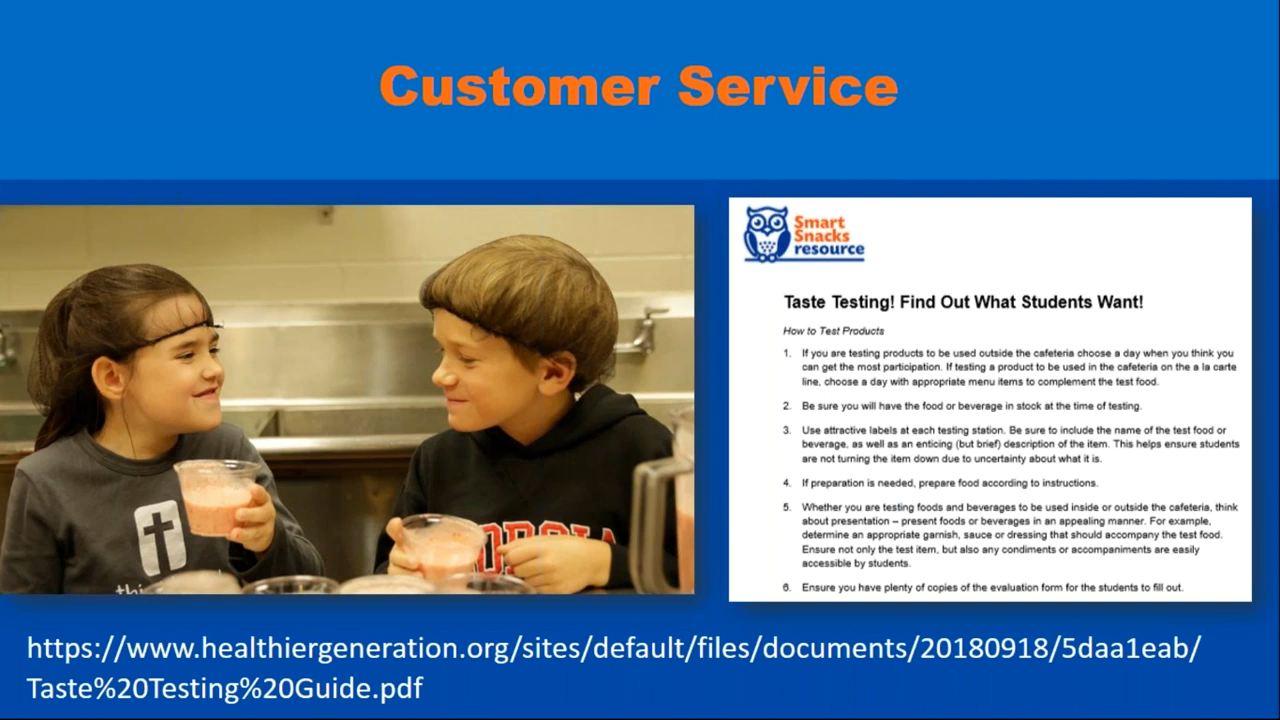 Customer Service
Smart
Snacks
resource
Taste Testing! Find Out What Students Want!
How to Test Products
1. If you are testing products to be used outside the cafeteria choose a day when you think you
can get the most participation. If testing a product to be used in the cafeteria on the a la carte
line, choose a day with appropriate menu items to complement the test food.
2. Be sure you will have the food or beverage in stock at the time of testing.
3. Use attractive labels at each testing station. Be sure to include the name of the test food or
beverage, as well as an enticing (but brief) description of the item. This helps ensure students
are not turning the item down due to uncertainty about what it is.
4. If preparation is needed, prepare food according to instructions.
5. Whether you are testing foods and beverages to be used inside or outside the cafeteria, think
about presentation – present foods or beverages in an appealing manner. For example,
determine an appropriate garnish, sauce or dressing that should accompany the test food.
Ensure not only the test item, but also any condiments or accompaniments are easily
accessible by students.
6. Ensure you have plenty of copies of the evaluation form for the students to fill out.
https://www.healthiergeneration.org/sites/default/files/documents/20180918/5daa1eab/
Taste%20Testing%20Guide.pdf